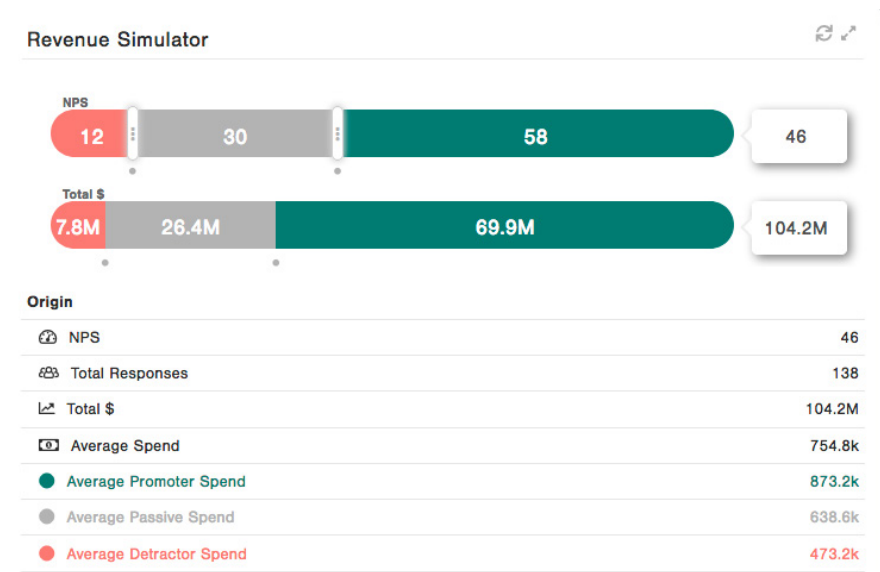 Revenue Simulator
NPS
12 30 58 46
Total $
7.8M 26.4M 69.9M 104.2M
Origin
NPS 46
Total Responses 138
Total $ 104.2M
Average Spend 754.8k
Average Promoter Spend 873.2k
Average Passive Spend 638.6k
Average Detractor Spend 473.2k